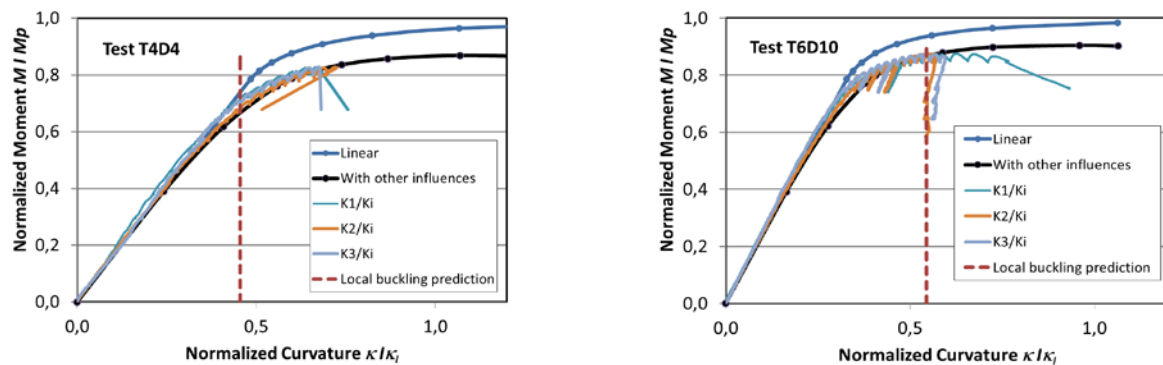 1,0
0,8
0,6
0,4
0,2
0,0
0,0
0,5
1,0
Normalized Moment M / Mp
Normalized Curvature κ/κI
Test T4D4
Linear
With other influences
K1/Ki
K2/Ki
K3/Ki
Local buckling prediction
1,0
0,8
0,6
0,4
0,2
0,0
0,0
0,5
1,0
Normalized Moment M / Mp
Normalized Curvature κ/κI
Test T6D10
Linear
With other influences
K1/Ki
K2/Ki
K3/Ki
Local buckling prediction